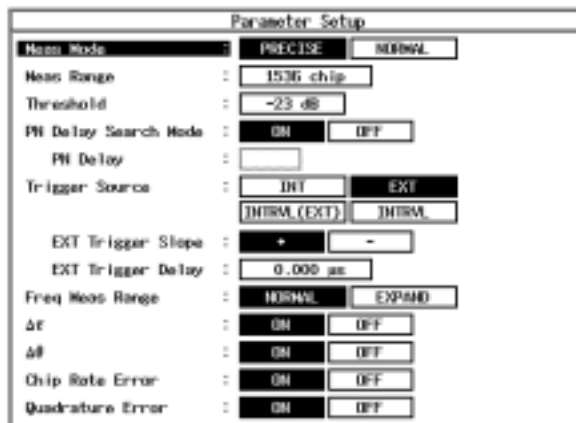 Parameter Setup
Meas Mode : PRECISE NORMAL
Meas Range : 1536 chip
Threshold : -23 dB
PN Delay Search Mode : ON OFF
PN Delay :
Trigger Source : INT EXT
INTRVL(EXT) INTRVL
EXT Trigger Slope : + -
EXT Trigger Delay : 0.000 µs
Freq Meas Range : NORMAL EXPAND
Δτ : ON OFF
Δθ : ON OFF
Chip Rate Error : ON OFF
Quadrature Error : ON OFF